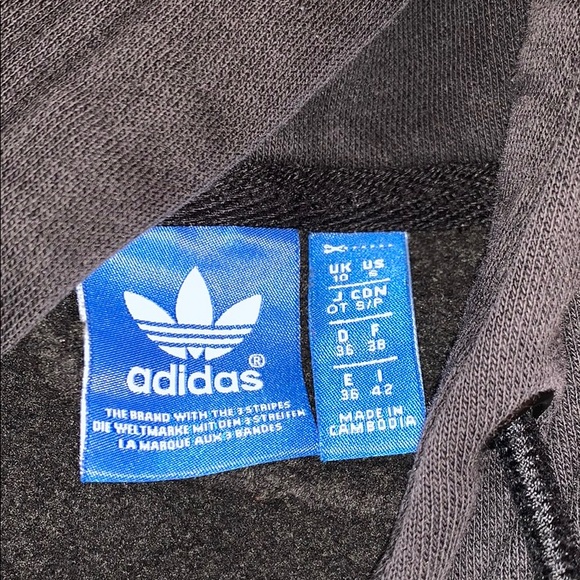 adidas®
THE BRAND WITH THE 3 STRIPES
DIE WELTMARKE MIT DEN 3 STREIFEN
LA MARQUE AUX 3 BANDES
UK US
10 S
J CDN
OT S/P
D F
36 38
E I
36 42
MADE IN
CAMBODIA